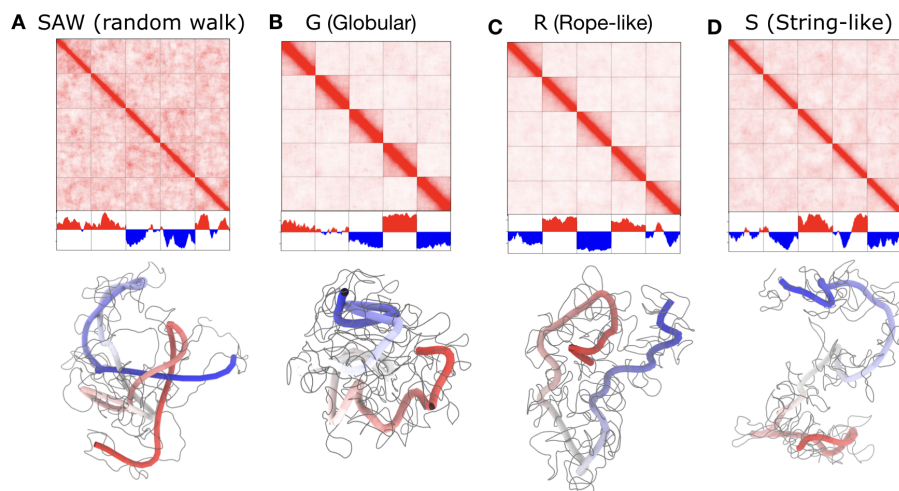 A SAW (random walk)
B G (Globular)
C R (Rope-like)
D S (String-like)